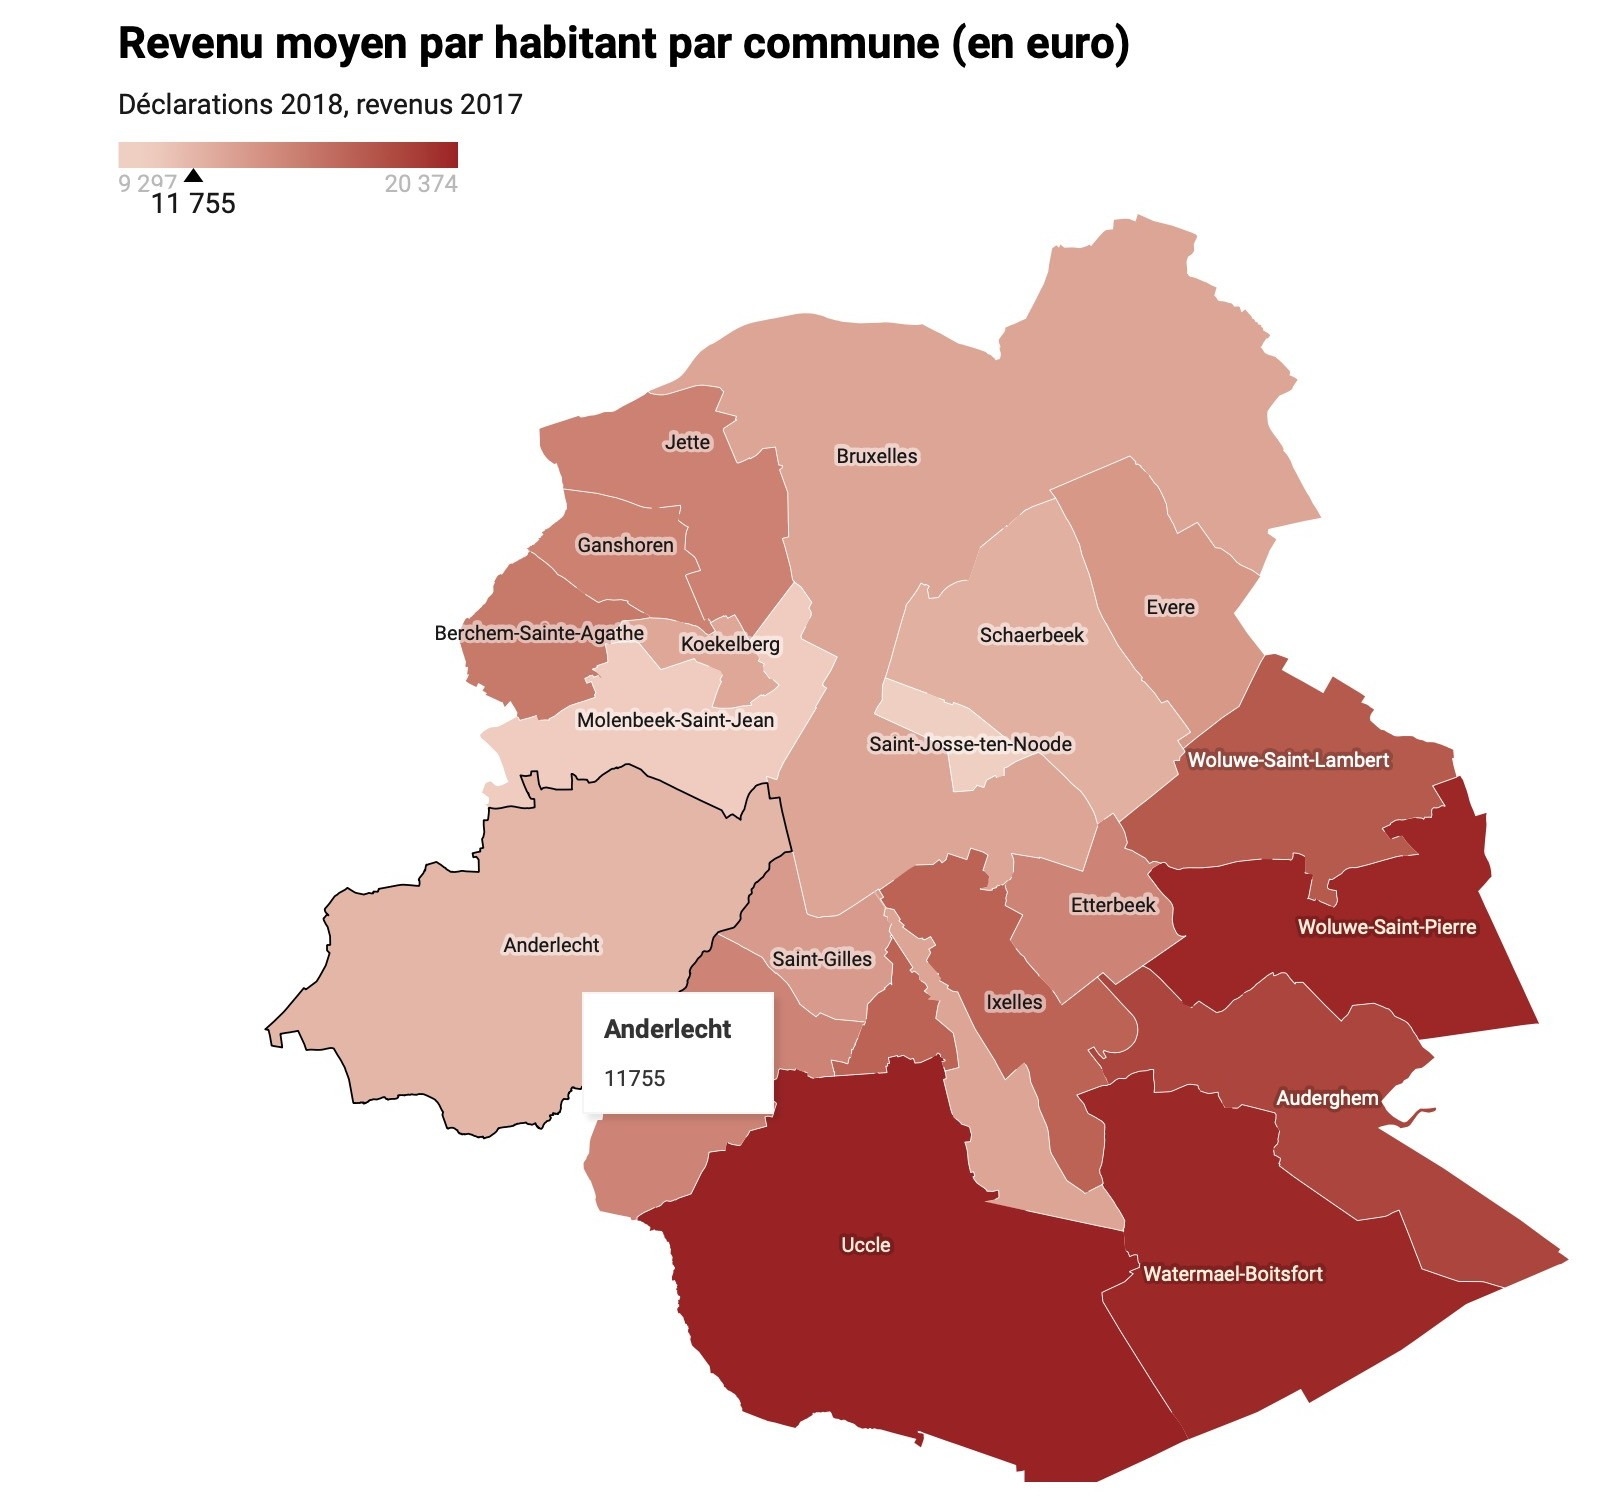 Revenu moyen par habitant par commune (en euro)
Déclarations 2018, revenus 2017
9 297
20 374
11 755
Jette
Bruxelles
Ganshoren
Evere
Berchem-Sainte-Agathe
Koekelberg
Schaerbeek
Molenbeek-Saint-Jean
Saint-Josse-ten-Noode
Woluwe-Saint-Lambert
Etterbeek
Woluwe-Saint-Pierre
Anderlecht
Saint-Gilles
Ixelles
Anderlecht
11755
Auderghem
Uccle
Watermael-Boitsfort